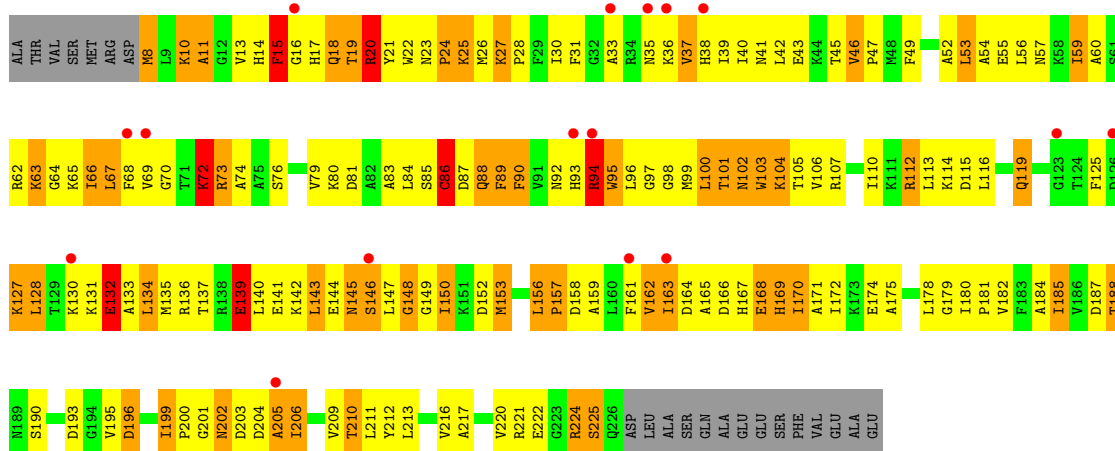 ALA THR VAL SER MET ARG ASP M8 L9 K10 A11 G12 V13 H14 F15 G16 H17 Q18 T19 R20 Y21 W22 N23 P24 K25 M26 K27 P28 F29 I30 F31 G32 A33 R34 N35 K36 V37 H38 I39 I40 N41 L42 E43 K44 T45 V46 P47 M48 F49 A52 L53 A54 E55 L56 N57 K58 I59 A60 S61
R62 K63 G64 K65 I66 L67 F68 V69 G70 T71 K72 R73 A74 A75 S76 V79 K80 D81 A82 A83 L84 S85 C86 D87 Q88 F89 F90 V91 N92 H93 R94 W95 L96 G97 G98 M99 L100 T101 N102 W103 K104 T105 V106 R107 I110 K111 R112 L113 K114 D115 L116 Q119 G123 T124 F125 D126
K127 L128 T129 K130 K131 E132 A133 L134 M135 R136 T137 R138 E139 L140 E141 K142 L143 E144 N145 S146 L147 G148 G149 I150 K151 D152 M153 L156 P157 D158 A159 L160 F161 V162 I163 D164 A165 D166 H167 E168 H169 I170 A171 I172 K173 E174 A175 L178 G179 I180 P181 V182 F183 A184 I185 V186 D187 T188
N189 S190 D193 G194 V195 D196 I199 P200 G201 N202 D203 D204 A205 I206 V209 T210 L211 Y212 L213 V216 A217 V220 R221 E222 G223 R224 S225 Q226 ASP LEU ALA SER GLN ALA GLU GLU SER PHE VAL GLU ALA GLU